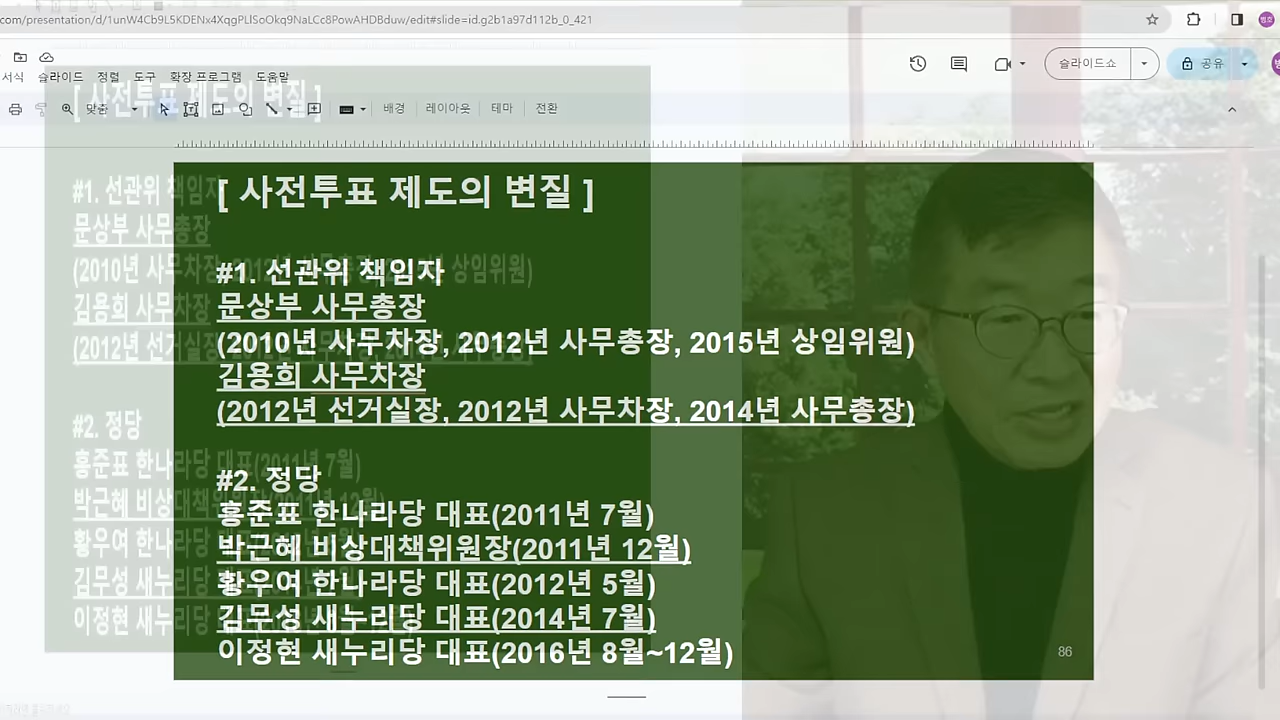 com/presentation/d/1unW4Cb9L5KDENx4XqgPLlSoOkq9NaLCc8PowAHDBduw/edit#slide=id.g2b1a97d112b_0_421
서식 슬라이드 정렬 도구 확장 프로그램 도움말
슬라이드쇼
공유
맞춤
배경 레이아웃 테마 전환
[ 사전투표 제도의 변질 ]
#1. 선관위 책임자
문상부 사무총장
(2010년 사무차장, 2012년 사무총장, 2015년 상임위원)
김용희 사무차장
(2012년 선거실장, 2012년 사무차장, 2014년 사무총장)
#2. 정당
홍준표 한나라당 대표(2011년 7월)
박근혜 비상대책위원장(2011년 12월)
황우여 한나라당 대표(2012년 5월)
김무성 새누리당 대표(2014년 7월)
이정현 새누리당 대표(2016년 8월~12월)
86